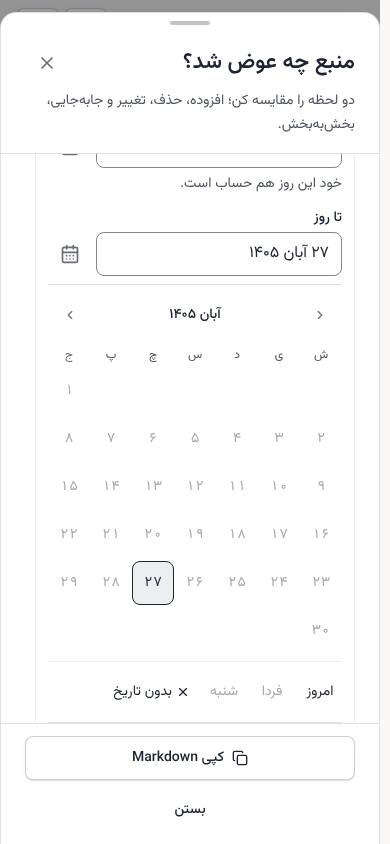 منبع چه عوض شد؟
دو لحظه را مقایسه کن؛ افزوده، حذف، تغییر و جابه‌جایی،
بخش‌به‌بخش.
خود این روز هم حساب است.
تا روز
۲۷ آبان ۱۴۰۵
آبان ۱۴۰۵
ش ی د س چ پ ج
۱
۲ ۳ ۴ ۵ ۶ ۷ ۸
۹ ۱۰ ۱۱ ۱۲ ۱۳ ۱۴ ۱۵
۱۶ ۱۷ ۱۸ ۱۹ ۲۰ ۲۱ ۲۲
۲۳ ۲۴ ۲۵ ۲۶ ۲۷ ۲۸ ۲۹
۳۰
امروز فردا شنبه بدون تاریخ
کپی Markdown
بستن